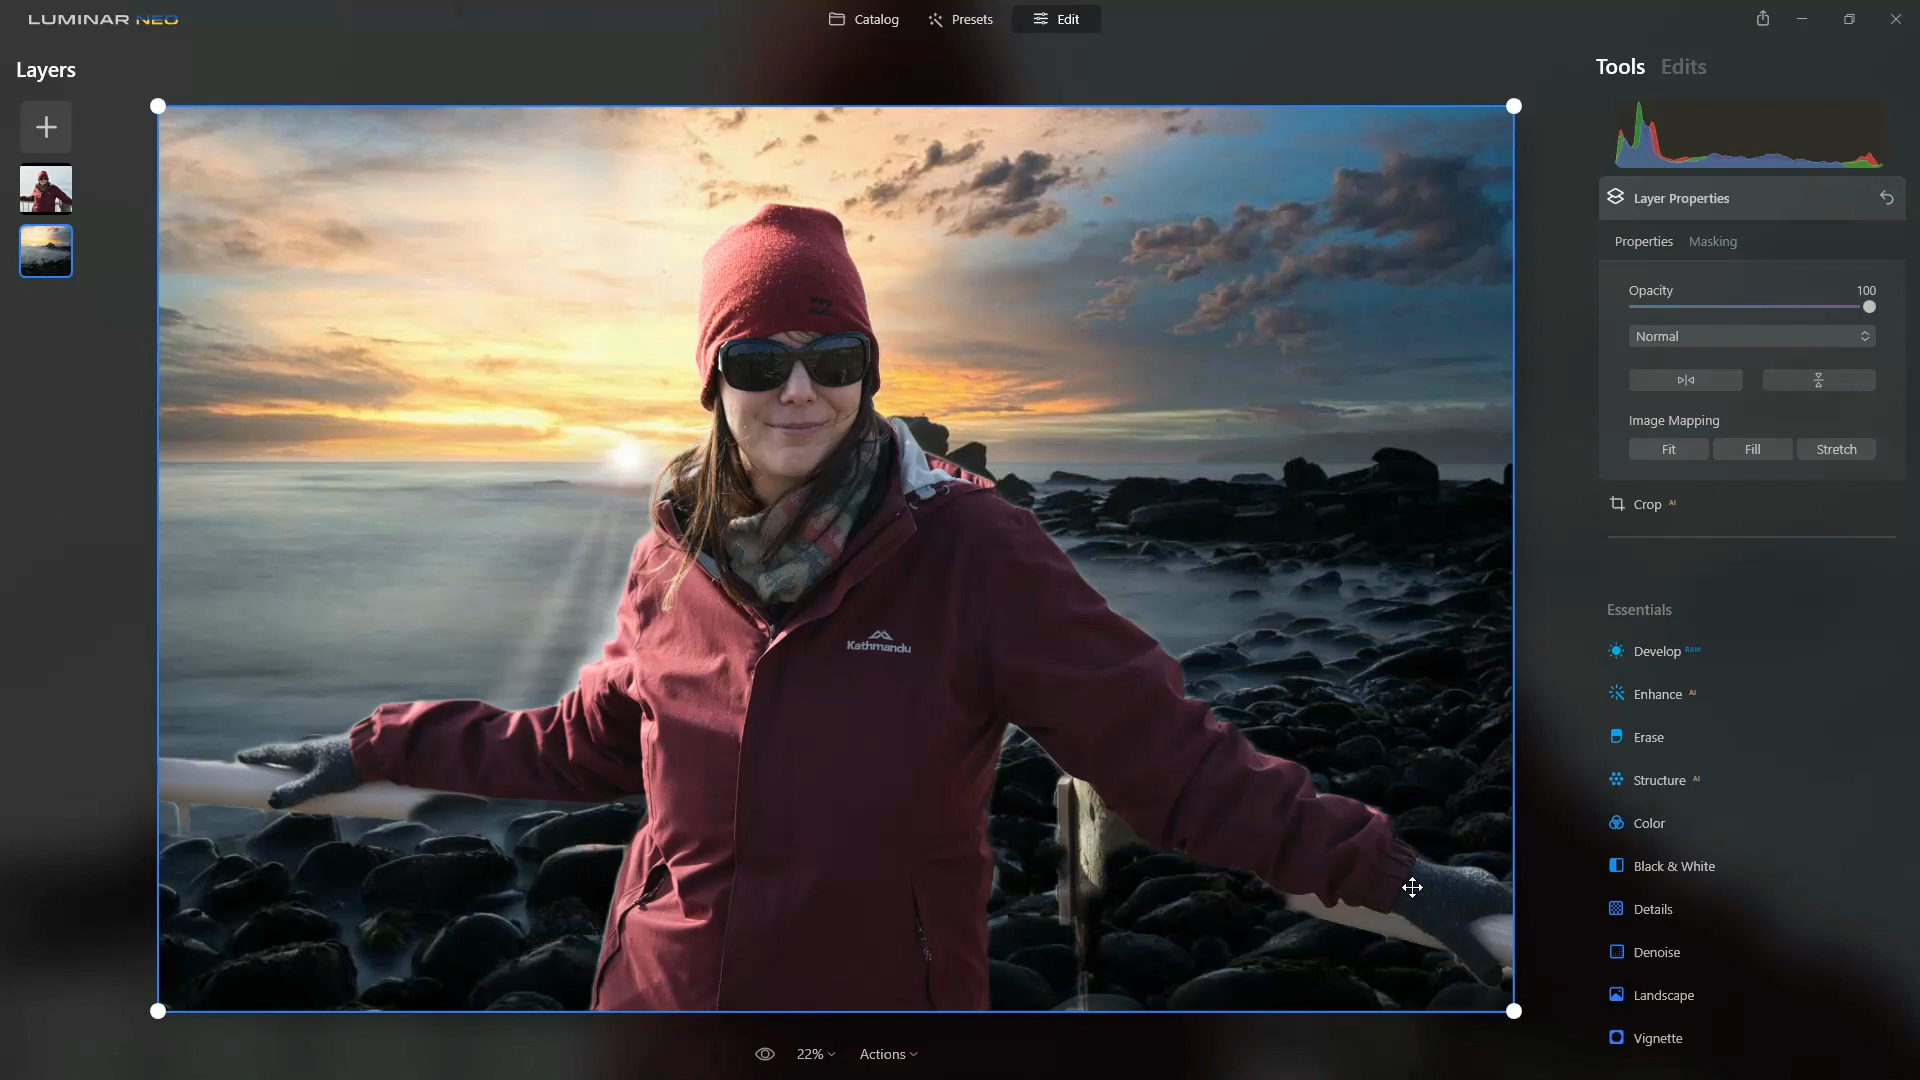 LUMINAR NEO
Catalog
Presets
Edit
Layers
Tools
Edits
Layer Properties
Properties
Masking
Opacity
100
Normal
Image Mapping
Fit
Fill
Stretch
Crop AI
Essentials
Develop RAW
Enhance AI
Erase
Structure AI
Color
Black & White
Details
Denoise
Landscape
Vignette
Kathmandu
22%
Actions